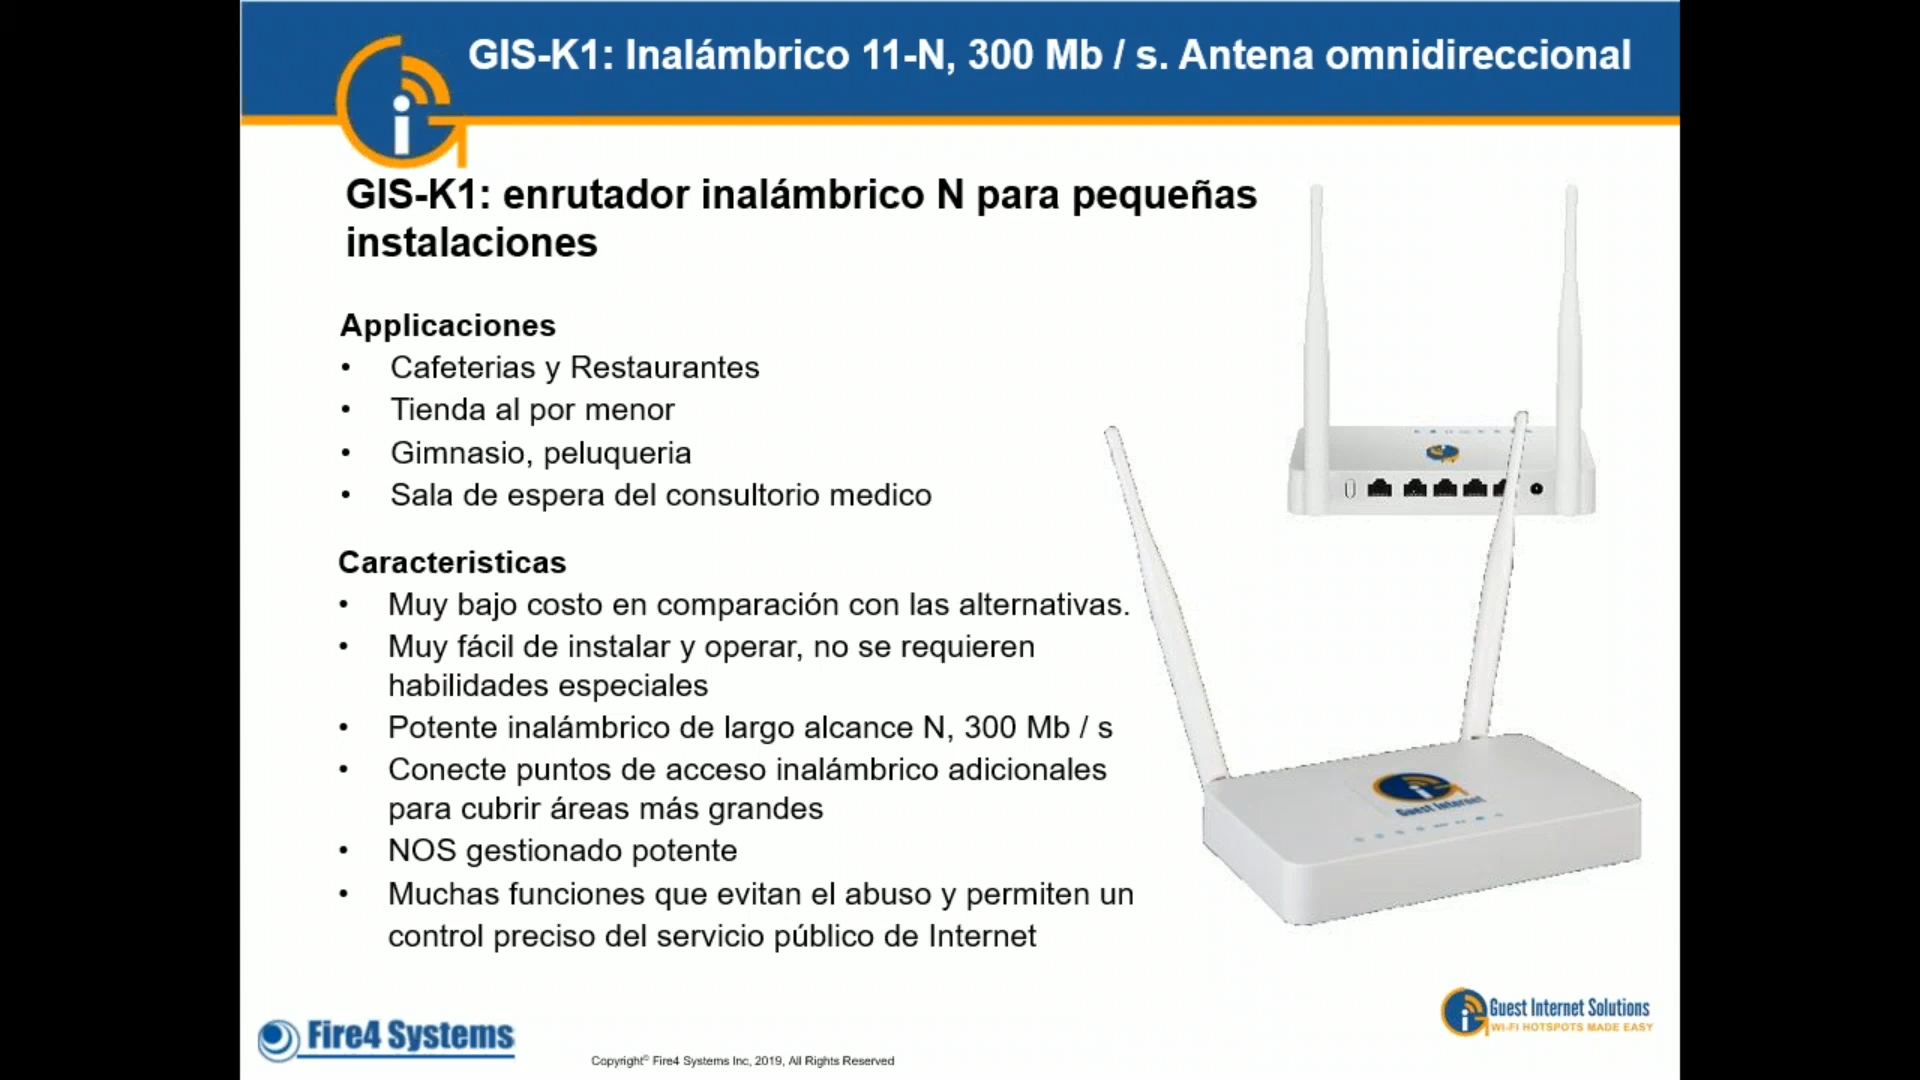 GIS-K1: Inalámbrico 11-N, 300 Mb / s. Antena omnidireccional
GIS-K1: enrutador inalámbrico N para pequeñas
instalaciones
Applicaciones
• Cafeterias y Restaurantes
• Tienda al por menor
• Gimnasio, peluqueria
• Sala de espera del consultorio medico
Caracteristicas
• Muy bajo costo en comparación con las alternativas.
• Muy fácil de instalar y operar, no se requieren
habilidades especiales
• Potente inalámbrico de largo alcance N, 300 Mb / s
• Conecte puntos de acceso inalámbrico adicionales
para cubrir áreas más grandes
• NOS gestionado potente
• Muchas funciones que evitan el abuso y permiten un
control preciso del servicio público de Internet
Guest Internet
Fire4 Systems
Copyright© Fire4 Systems Inc, 2019, All Rights Reserved
Guest Internet Solutions
WI-FI HOTSPOTS MADE EASY